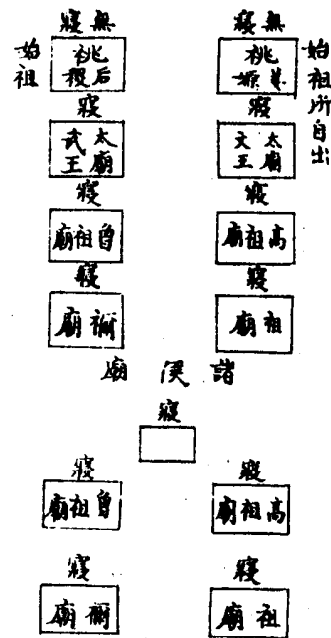 始祖所自出
無寢
祧
姜嫄
寢
太廟
文王
寢
高祖廟
寢
祖廟
始祖
無寢
祧
后稷
寢
太廟
武王
寢
曾祖廟
寢
禰廟
諸侯廟
寢
寢
高祖廟
寢
祖廟
寢
曾祖廟
寢
禰廟